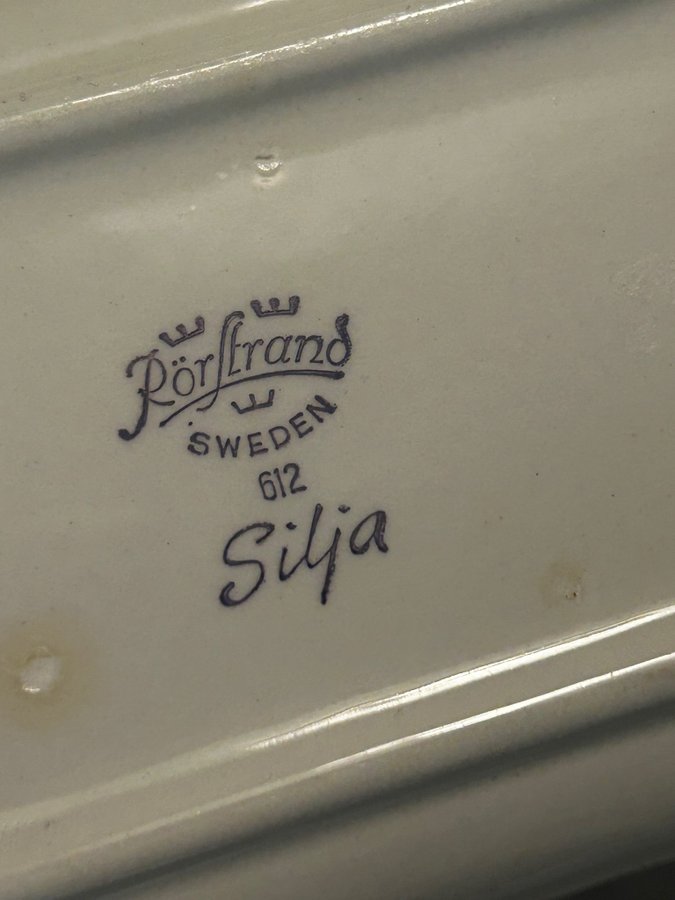 Rörstrand
SWEDEN
612
Silja